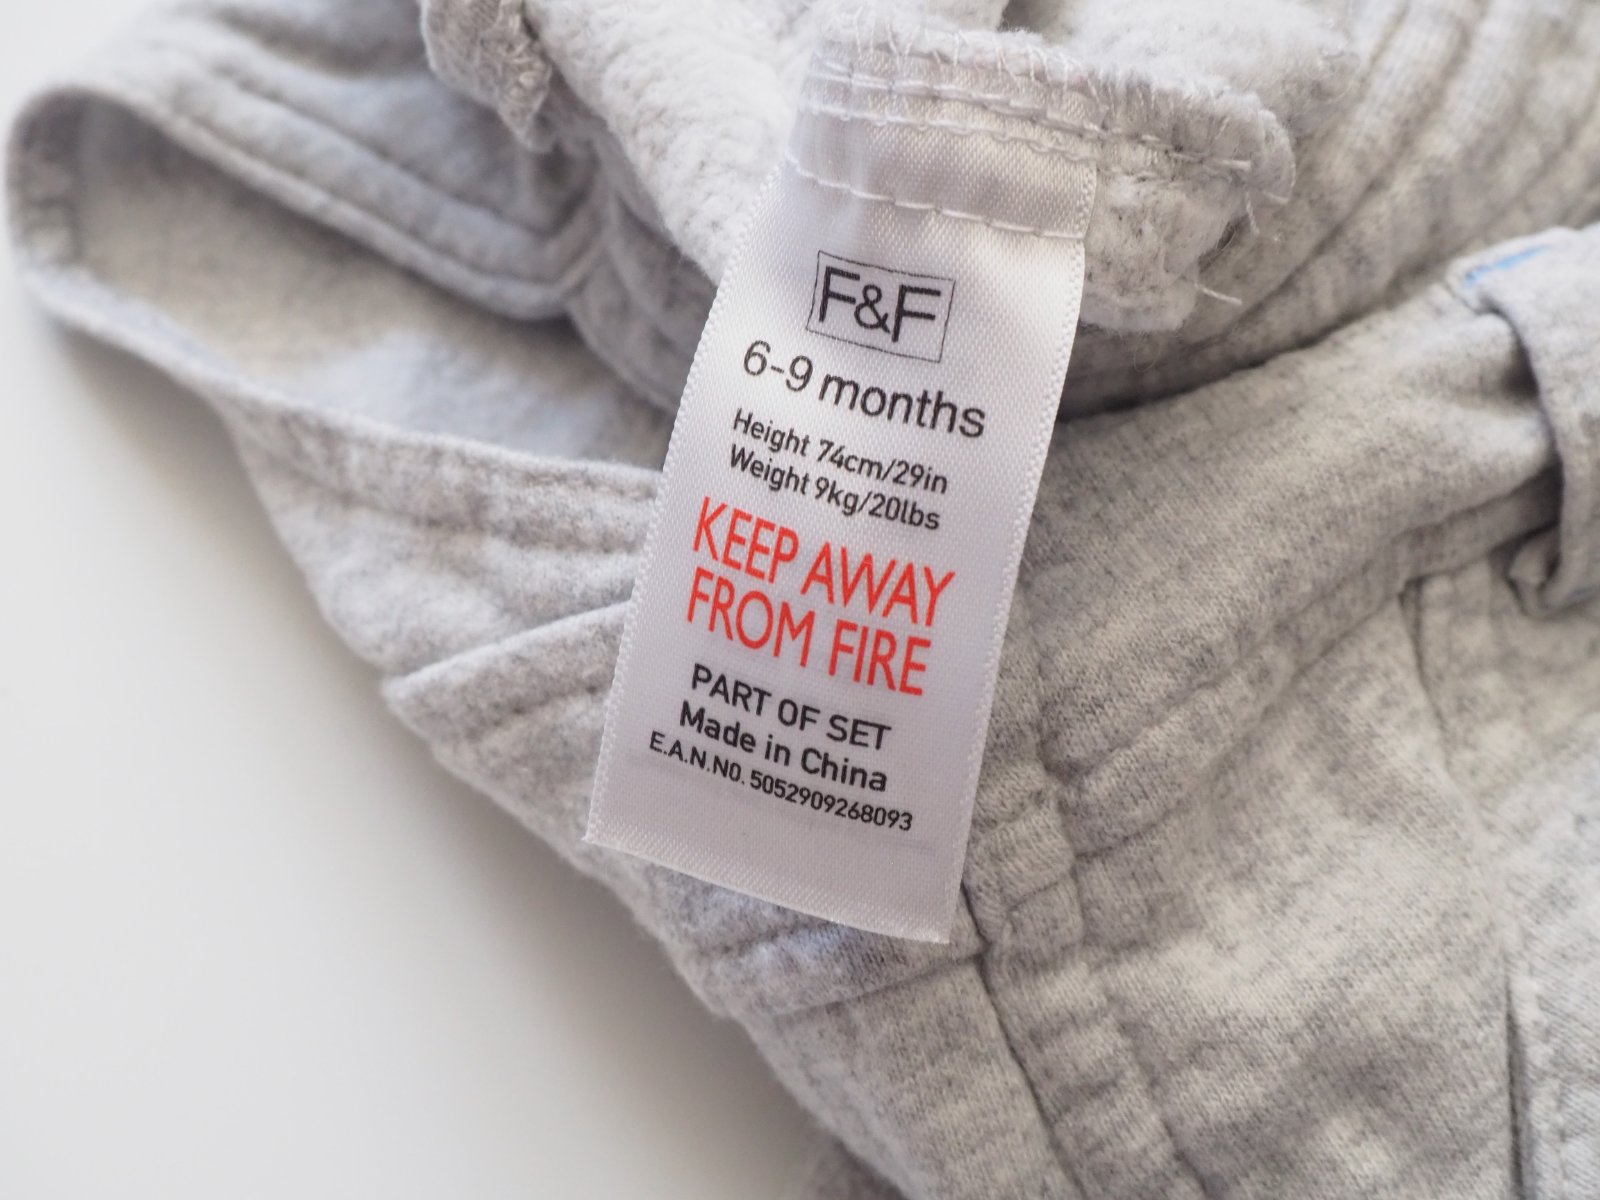 F&F
6-9 months
Height 74cm/29in
Weight 9kg/20lbs
KEEP AWAY
FROM FIRE
PART OF SET
Made in China
E.A.N.NO. 5052909268093